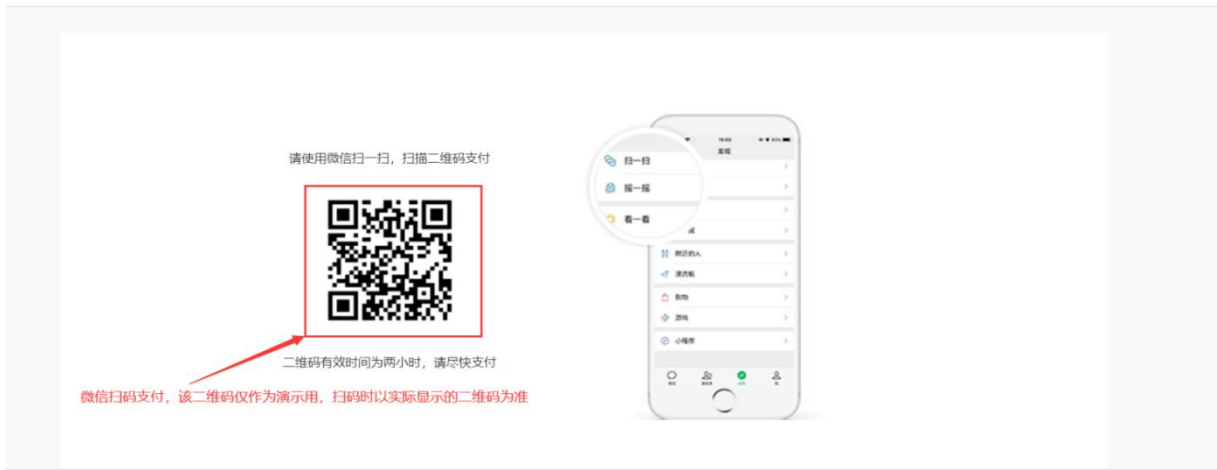 请使用微信扫一扫，扫描二维码支付
二维码有效时间为两小时，请尽快支付
微信扫码支付，该二维码仅作为演示用，扫码时以实际显示的二维码为准
发现
扫一扫
摇一摇
看一看
附近的人
漂流瓶
购物
游戏
小程序